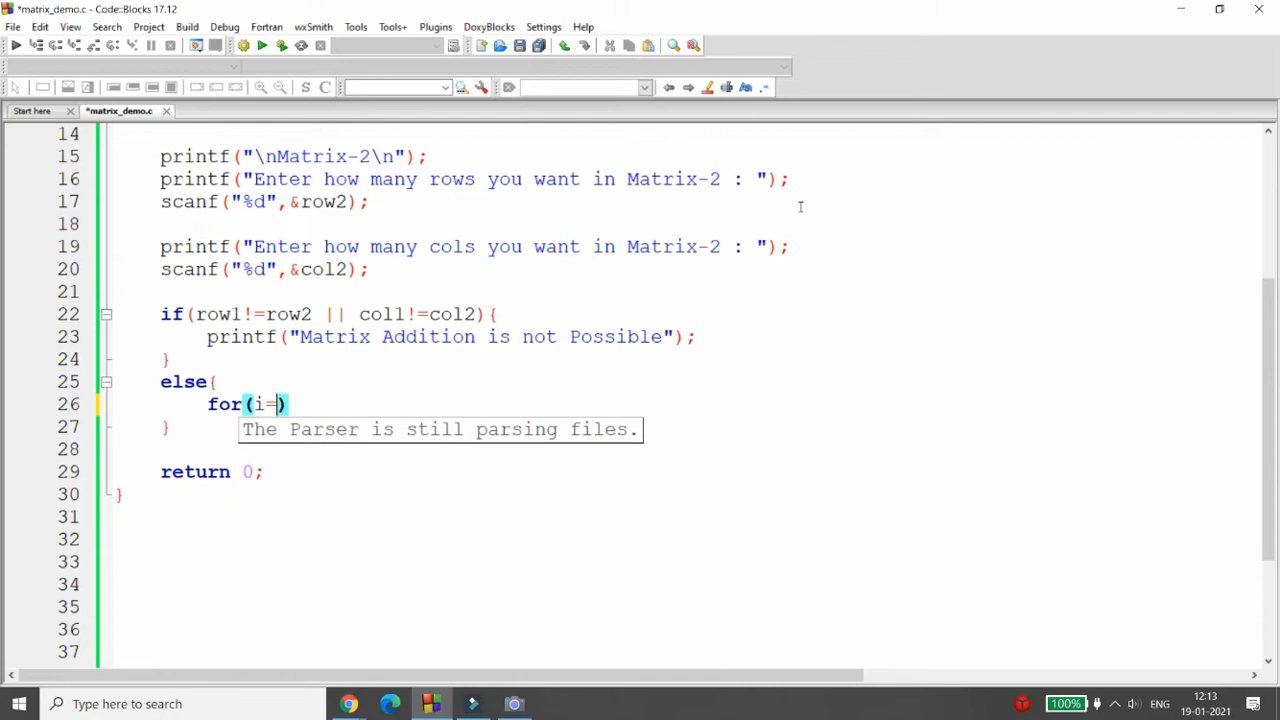 *matrix_demo.c - Code::Blocks 17.12
File Edit View Search Project Build Debug Fortran wxSmith Tools Tools+ Plugins DoxyBlocks Settings Help
S C
Start here *matrix_demo.c
14
15 printf("\nMatrix-2\n");
16 printf("Enter how many rows you want in Matrix-2 : ");
17 scanf("%d",&row2);
18
19 printf("Enter how many cols you want in Matrix-2 : ");
20 scanf("%d",&col2);
21
22 if(row1!=row2 || col1!=col2){
23 printf("Matrix Addition is not Possible");
24 }
25 else{
26 for(i=)
27 }
The Parser is still parsing files.
28
29 return 0;
30 }
31
32
33
34
35
36
37
Type here to search
100% ENG 12:13
19-01-2021